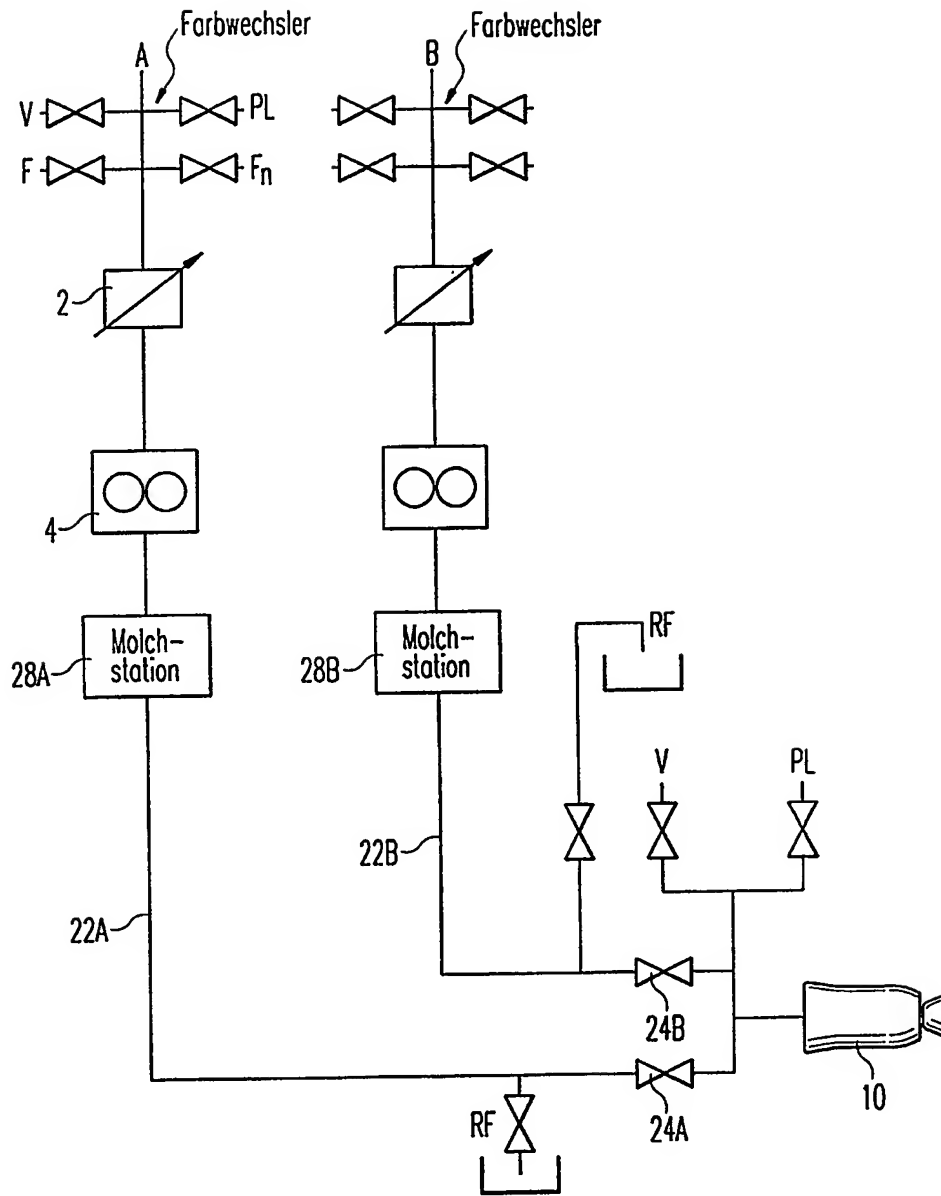 Farbwechsler
Farbwechsler
A
B
V
PL
F
Fn
2
4
Molch-
station
28A
Molch-
station
28B
RF
V
PL
22B
22A
24B
10
24A
RF